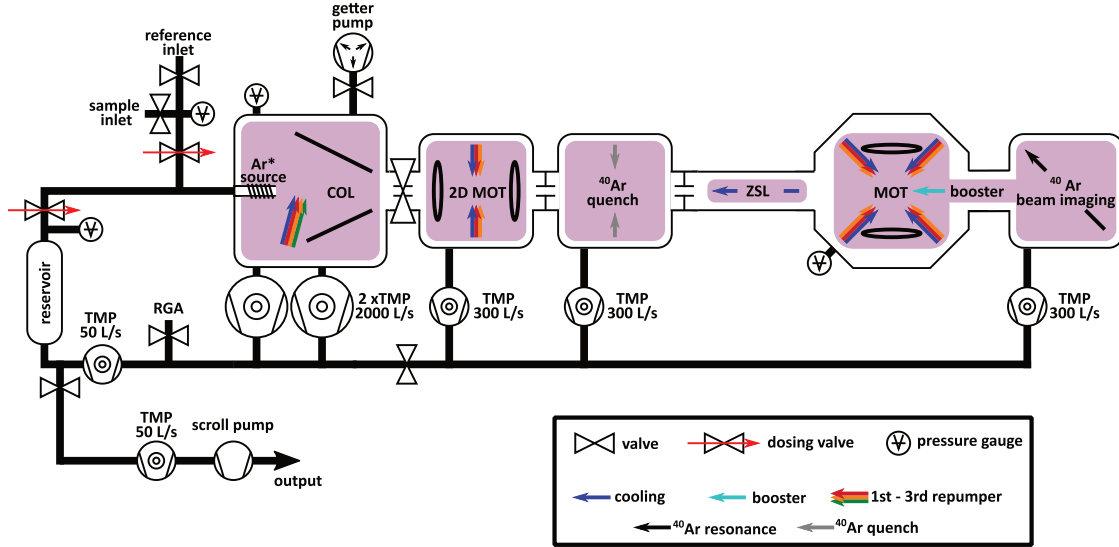 getter
pump
reference
inlet
sample
inlet
Ar*
source
COL
2D MOT
⁴⁰Ar
quench
ZSL
MOT
booster
⁴⁰Ar
beam imaging
reservoir
TMP
50 L/s
RGA
2 xTMP
2000 L/s
TMP
300 L/s
TMP
300 L/s
TMP
300 L/s
TMP
50 L/s
scroll pump
output
valve
dosing valve
pressure gauge
cooling
booster
1st - 3rd repumper
⁴⁰Ar resonance
⁴⁰Ar quench